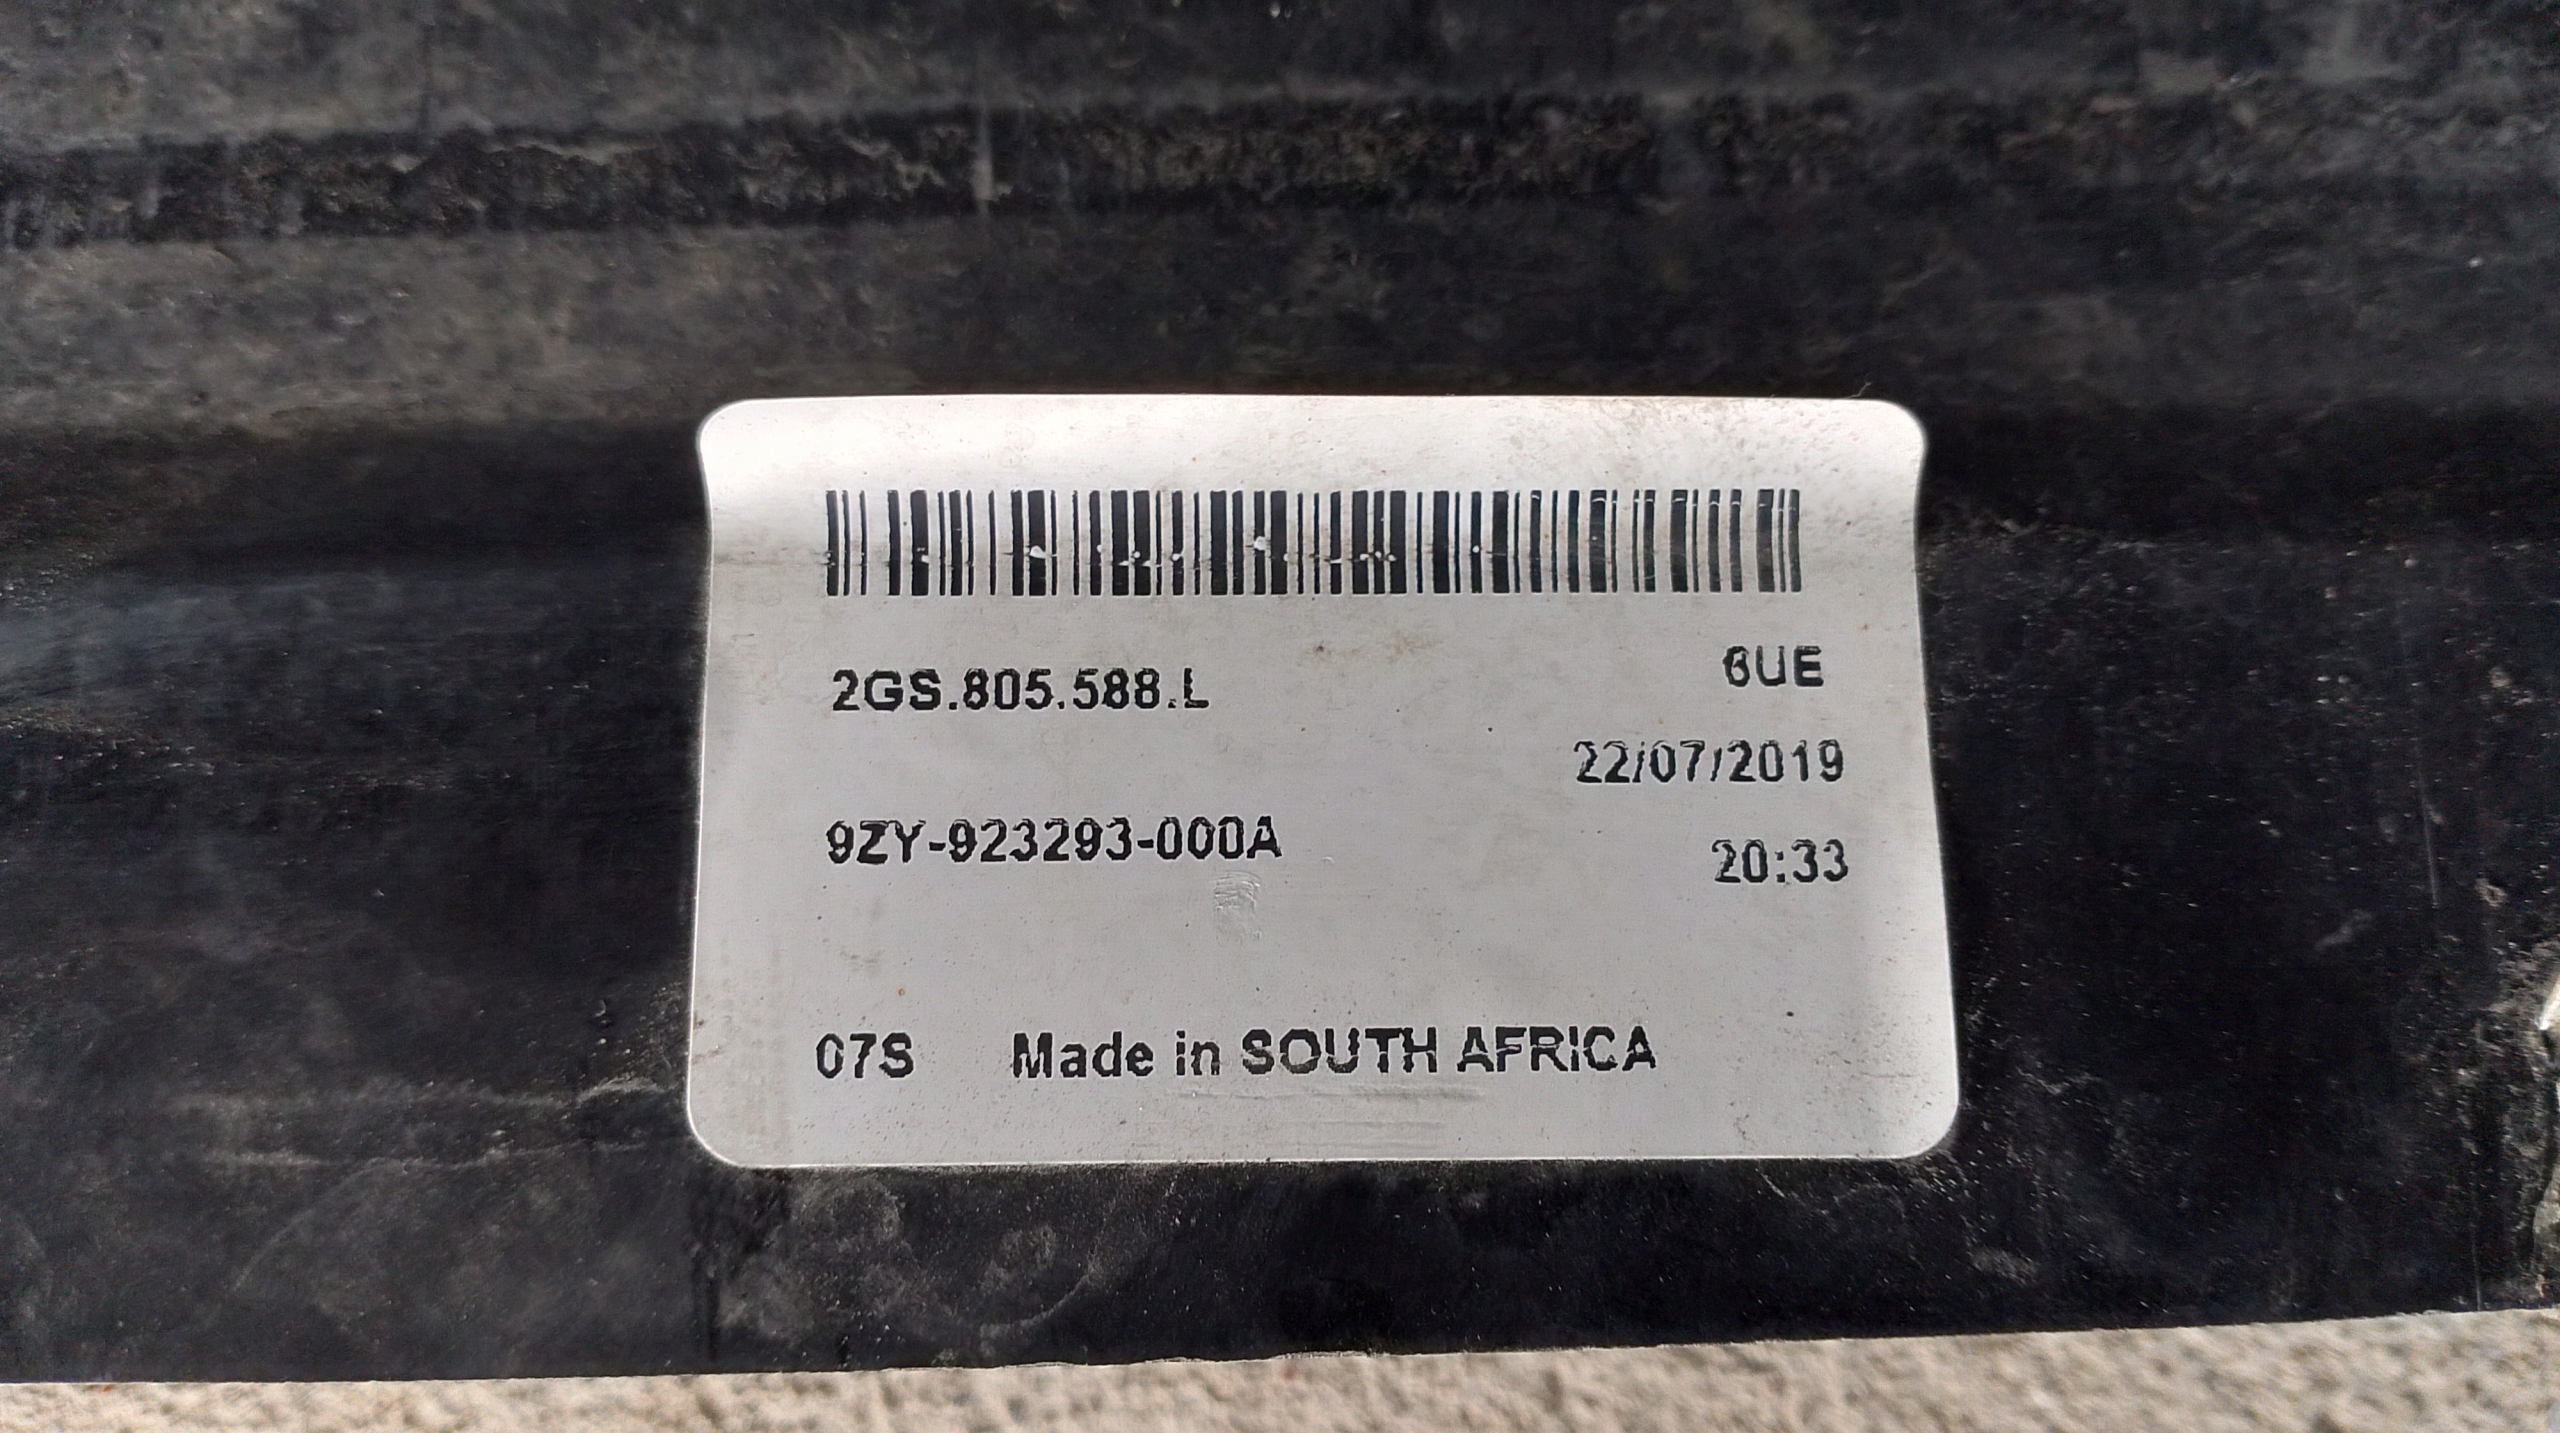 2GS.805.588.L 6UE
22/07/2019
9ZY-923293-000A
20:33
07S Made in SOUTH AFRICA